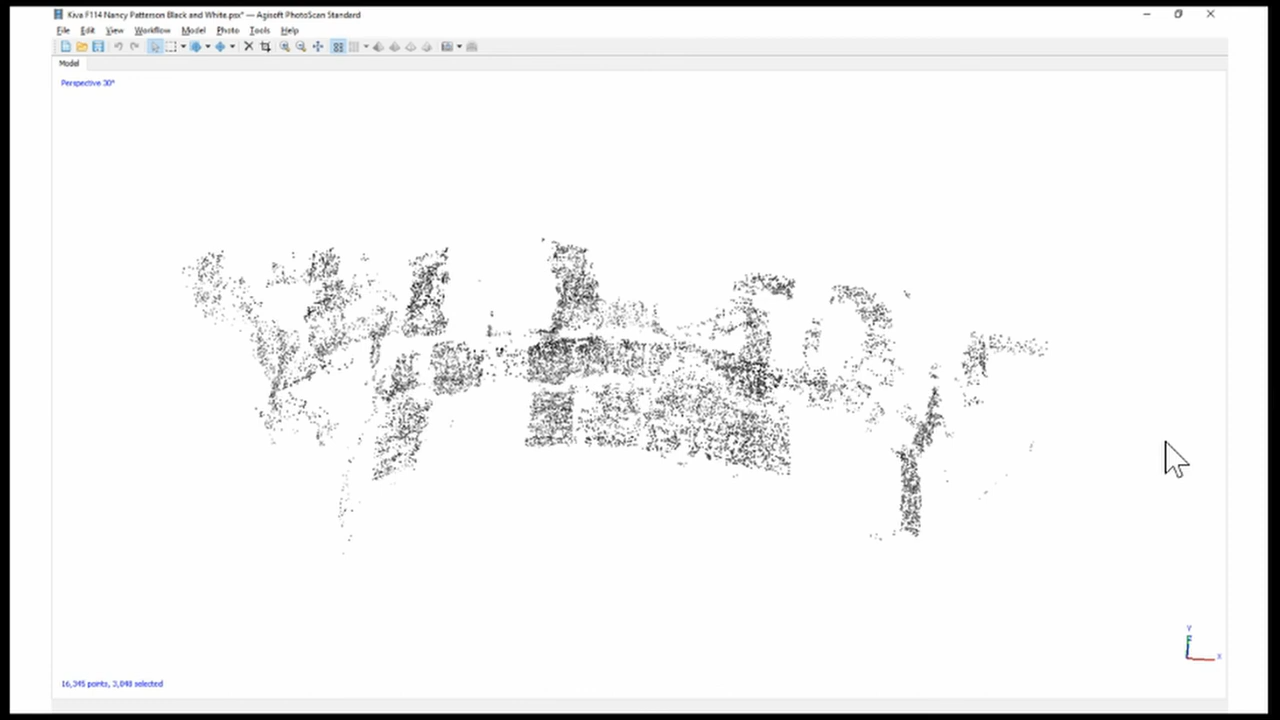 Kiva F114 Nancy Patterson Black and White.psx* — Agisoft PhotoScan Standard
File Edit View Workflow Model Photo Tools Help
Model
Perspective 30°
Y
X
16,345 points, 3,048 selected